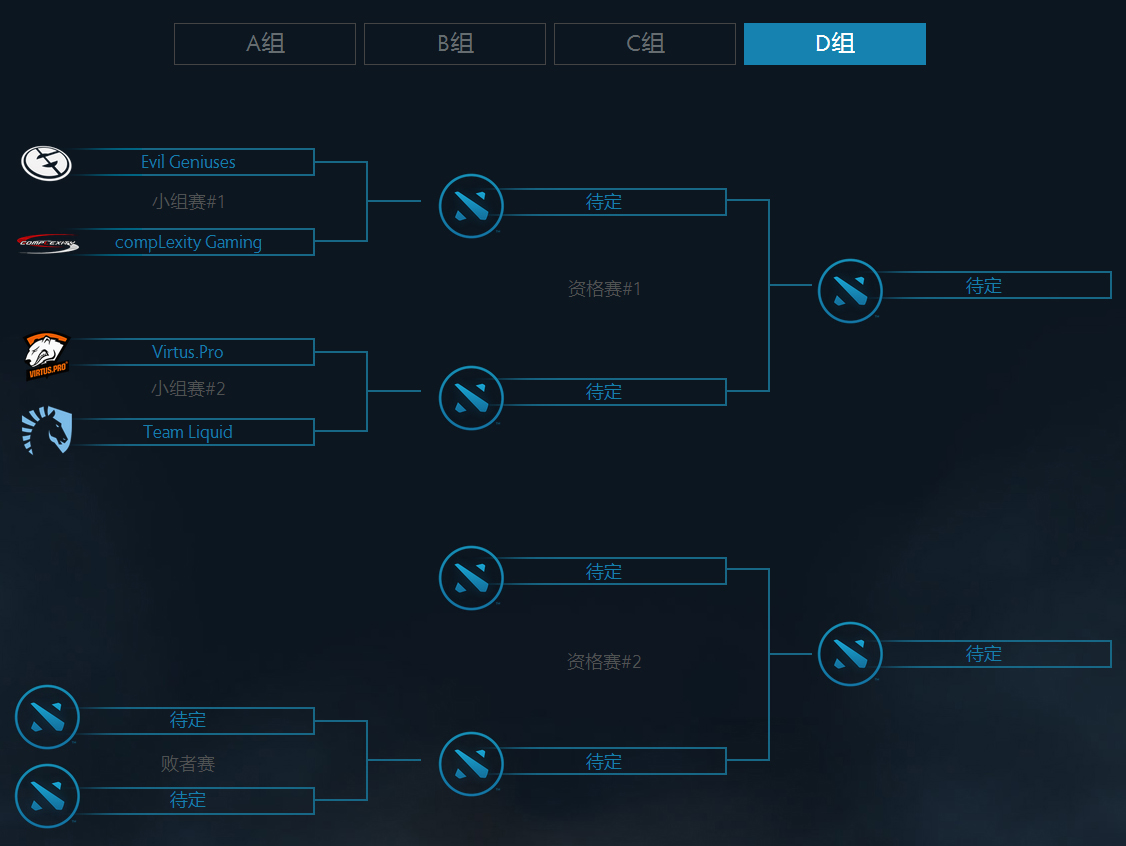 A组 B组 C组 D组
Evil Geniuses
小组赛#1
compLexity Gaming
待定
资格赛#1
待定
Virtus.Pro
小组赛#2
VIRTUS.PRO
Team Liquid
待定
待定
资格赛#2
待定
待定
败者赛
待定
待定